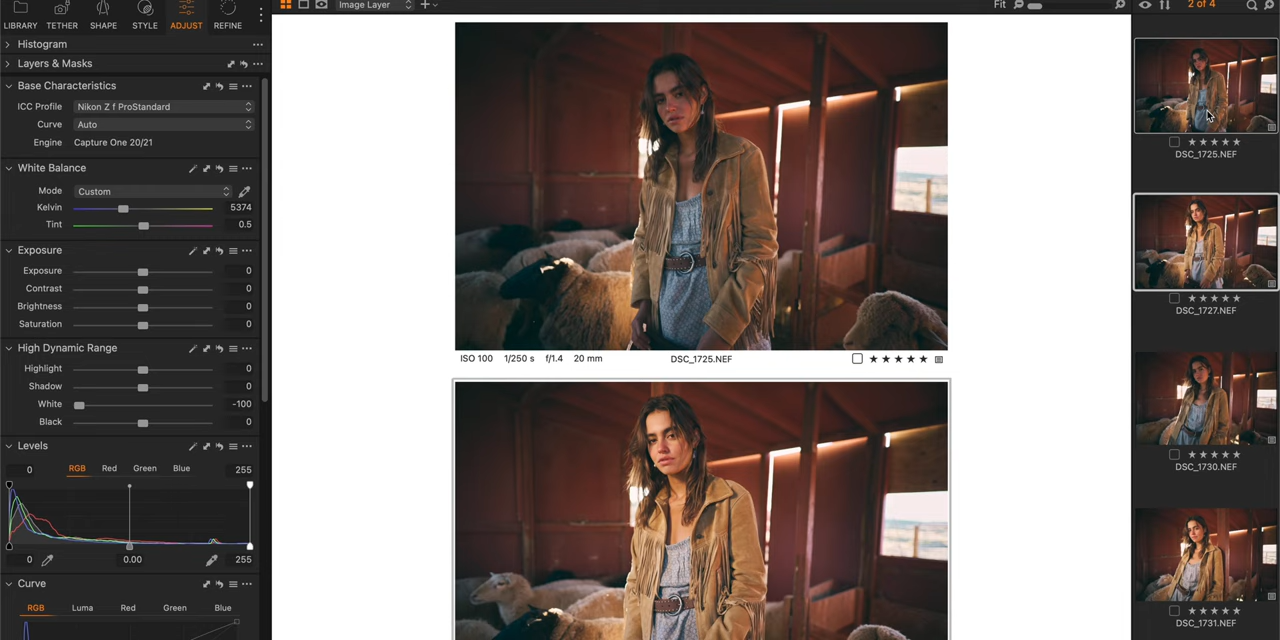 Image Layer
Fit
2 of 4
LIBRARY TETHER SHAPE STYLE ADJUST REFINE
Histogram
Layers & Masks
Base Characteristics
ICC Profile Nikon Z f ProStandard
Curve Auto
Engine Capture One 20/21
White Balance
Mode Custom
Kelvin 5374
Tint 0.5
Exposure
Exposure 0
Contrast 0
Brightness 0
Saturation 0
High Dynamic Range
Highlight 0
Shadow 0
White -100
Black 0
Levels
0 RGB Red Green Blue 255
0 0.00 255
Curve
RGB Luma Red Green Blue
ISO 100 1/250 s f/1.4 20 mm DSC_1725.NEF
DSC_1725.NEF
DSC_1727.NEF
DSC_1730.NEF
DSC_1731.NEF